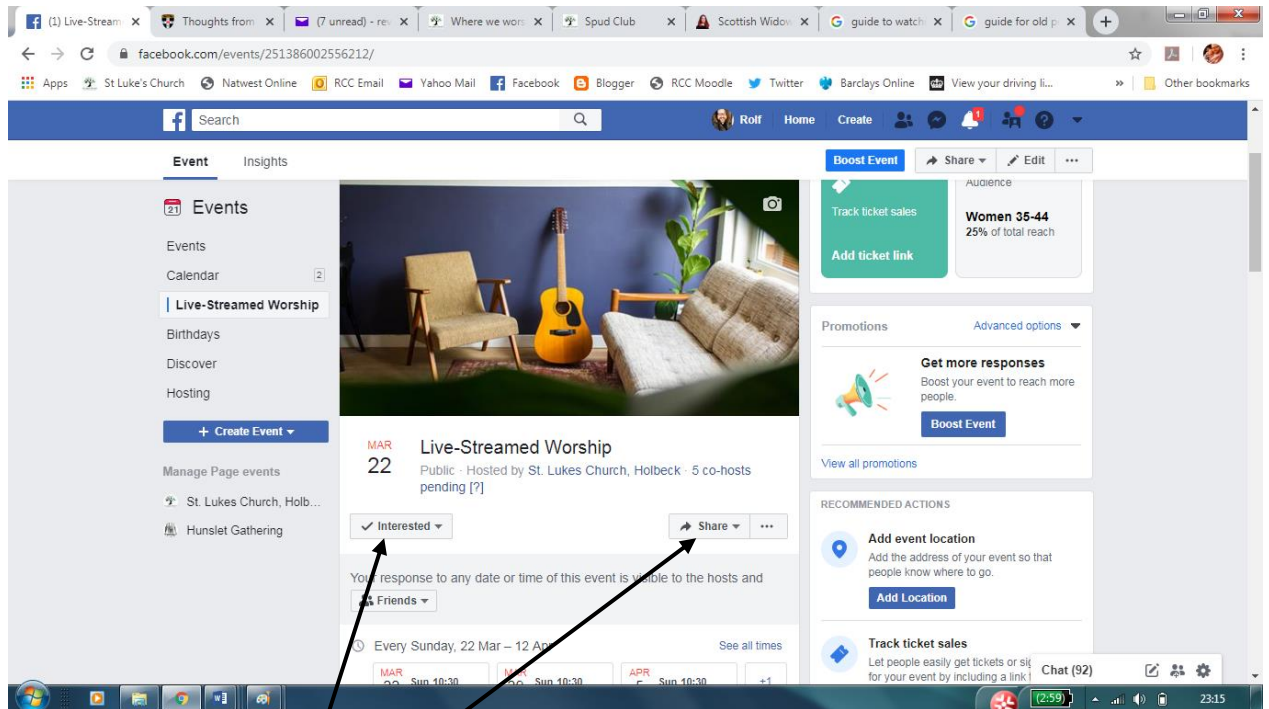 (1) Live-Stream
Thoughts from
(7 unread) - rev
Where we wors
Spud Club
Scottish Widow
guide to watch
guide for old p
facebook.com/events/251386002556212/
Apps St Luke's Church Natwest Online RCC Email Yahoo Mail Facebook Blogger RCC Moodle Twitter Barclays Online View your driving li... » Other bookmarks
Search
Rolf Home Create
1
Event Insights
Boost Event Share Edit ...
21 Events
Events
Calendar 2
Live-Streamed Worship
Birthdays
Discover
Hosting
+ Create Event
Manage Page events
St. Lukes Church, Holb...
Hunslet Gathering
MAR
22
Live-Streamed Worship
Public · Hosted by St. Lukes Church, Holbeck · 5 co-hosts
pending [?]
Interested
Share ...
Your response to any date or time of this event is visible to the hosts and
Friends
Every Sunday, 22 Mar – 12 Apr
See all times
MAR
Sun 10:30
MAR
Sun 10:30
APR
Sun 10:30
+1
Track ticket sales
Add ticket link
Audience
Women 35-44
25% of total reach
Promotions Advanced options
Get more responses
Boost your event to reach more
people.
Boost Event
View all promotions
RECOMMENDED ACTIONS
Add event location
Add the address of your event so that
people know where to go.
Add Location
Track ticket sales
Let people easily get tickets or sig
for your event by including a link
Chat (92)
(2:59)
23:15